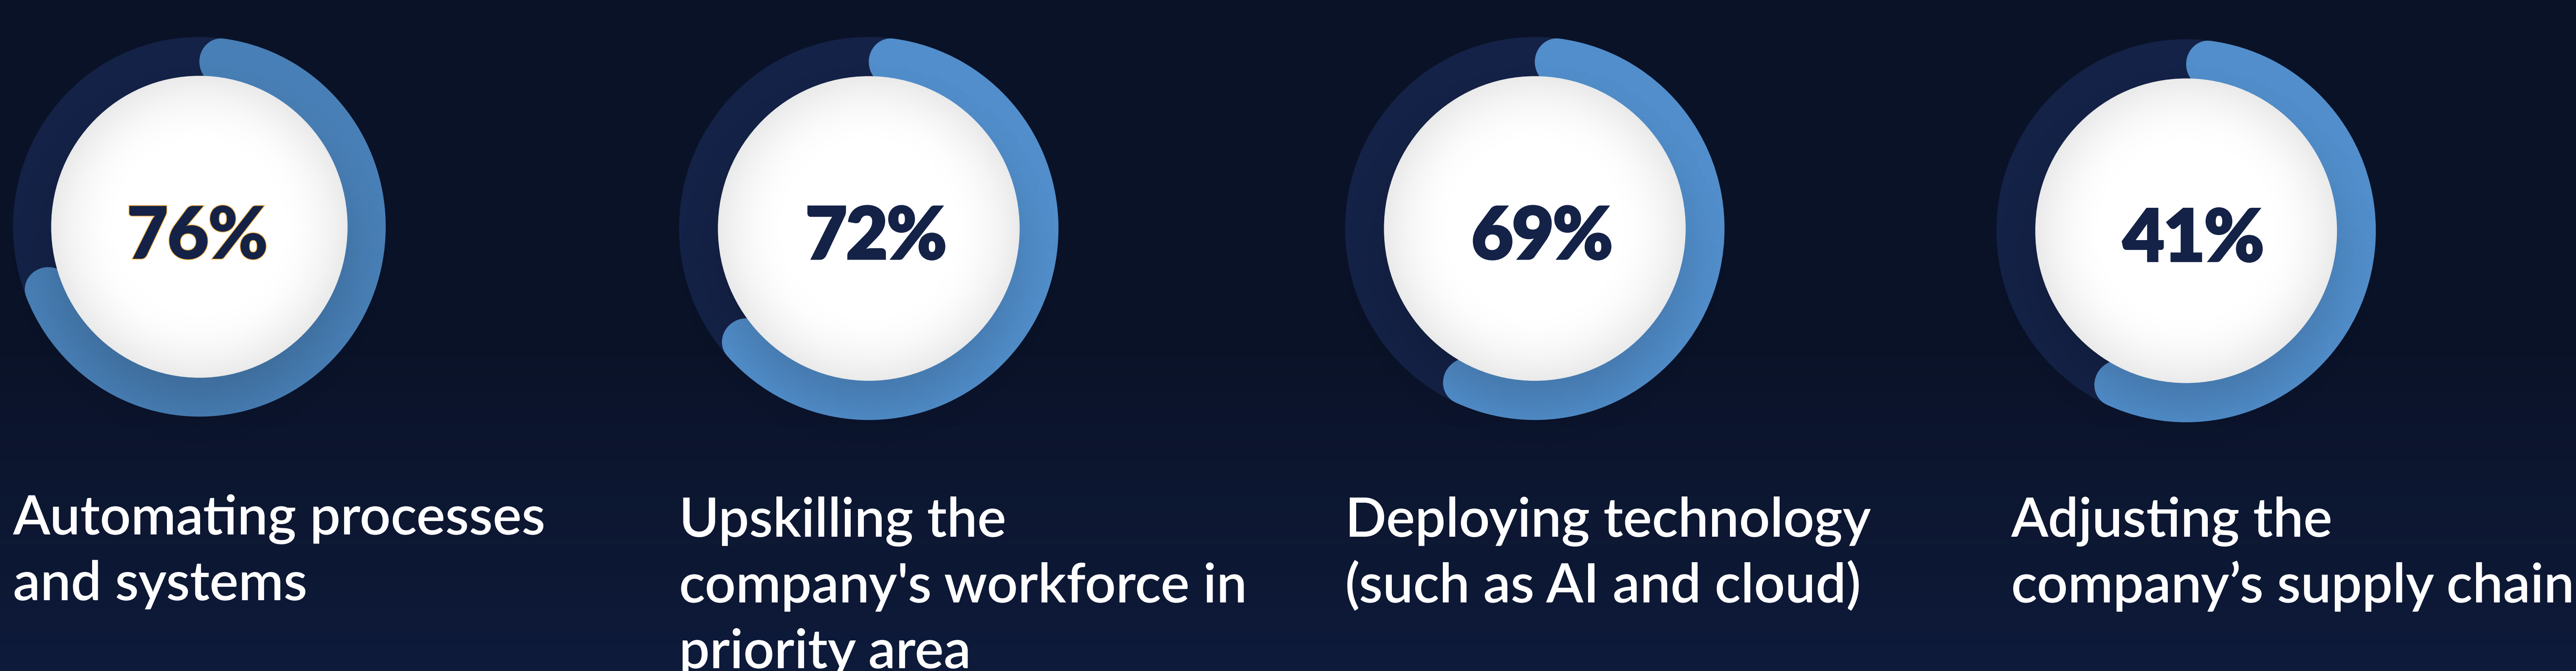 76%
72%
69%
41%
Automating processes
and systems
Upskilling the
company's workforce in
priority area
Deploying technology
(such as AI and cloud)
Adjusting the
company’s supply chain